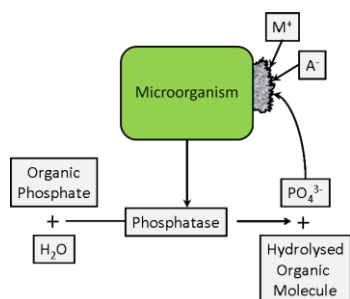 M⁺
A⁻
Microorganism
Organic
Phosphate
+
H₂O
Phosphatase
PO₄³⁻
+
Hydrolysed
Organic
Molecule